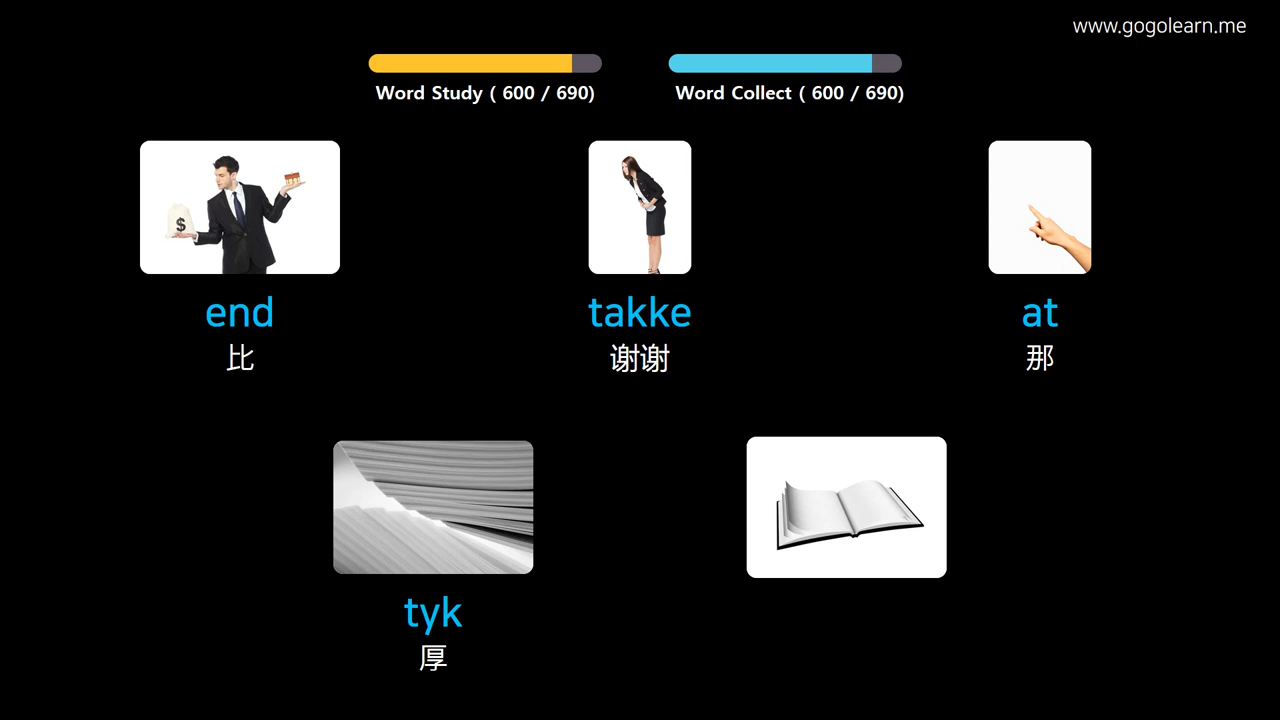 www.gogolearn.me
Word Study ( 600 / 690)
Word Collect ( 600 / 690)
$
end
比
takke
谢谢
at
那
tyk
厚